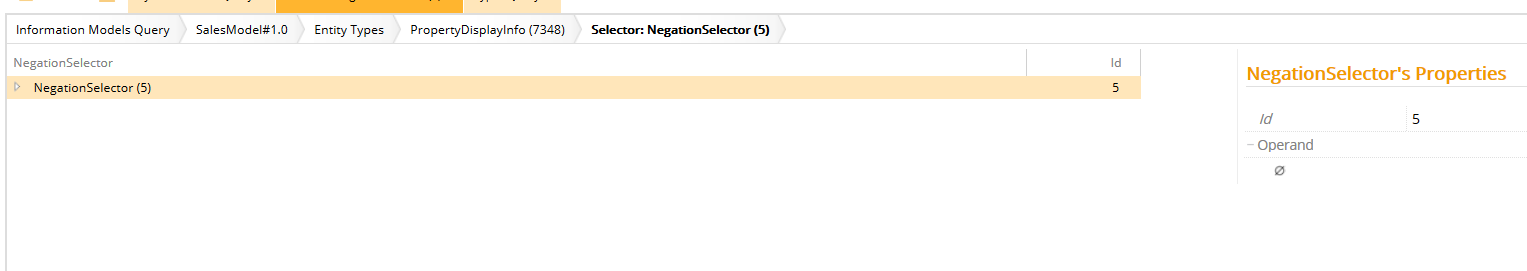 Information Models Query SalesModel#1.0 Entity Types PropertyDisplayInfo (7348) Selector: NegationSelector (5)
NegationSelector Id
NegationSelector (5) 5
NegationSelector's Properties
Id 5
Operand